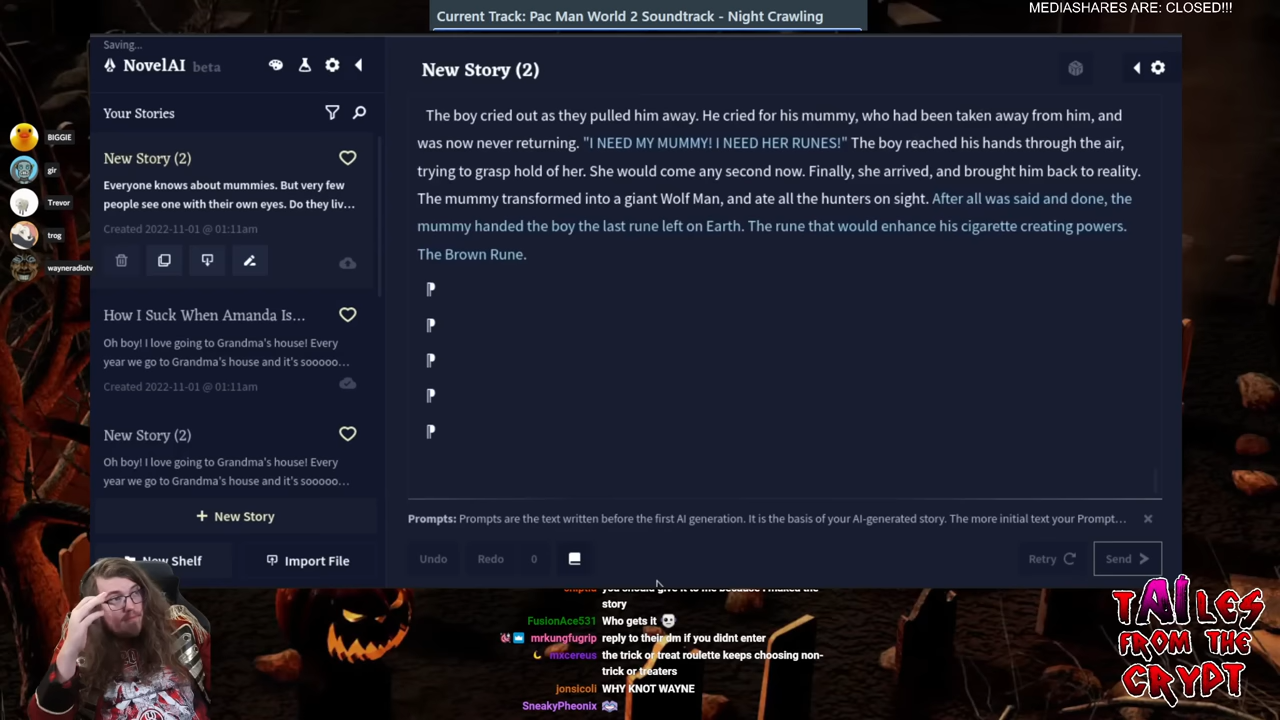 MEDIASHARES ARE: CLOSED!!!
Current Track: Pac Man World 2 Soundtrack - Night Crawling
Saving...
NovelAI beta
Your Stories
New Story (2)
Everyone knows about mummies. But very few
people see one with their own eyes. Do they liv...
Created 2022-11-01 @ 01:11am
How I Suck When Amanda Is...
Oh boy! I love going to Grandma's house! Every
year we go to Grandma's house and it's sooooo...
Created 2022-11-01 @ 01:11am
New Story (2)
Oh boy! I love going to Grandma's house! Every
year we go to Grandma's house and it's sooooo...
+ New Story
New Shelf
Import File
BIGGIE
gir
Trevor
trog
wayneradiotv
New Story (2)
The boy cried out as they pulled him away. He cried for his mummy, who had been taken away from him, and
was now never returning. "I NEED MY MUMMY! I NEED HER RUNES!" The boy reached his hands through the air,
trying to grasp hold of her. She would come any second now. Finally, she arrived, and brought him back to reality.
The mummy transformed into a giant Wolf Man, and ate all the hunters on sight. After all was said and done, the
mummy handed the boy the last rune left on Earth. The rune that would enhance his cigarette creating powers.
The Brown Rune.
⁋
⁋
⁋
⁋
⁋
Prompts: Prompts are the text written before the first AI generation. It is the basis of your AI-generated story. The more initial text your Prompt...
Undo
Redo
0
Retry
Send
you should give it to me because i maked the
story
FusionAce531 Who gets it
mrkungfugrip reply to their dm if you didnt enter
mxcereus the trick or treat roulette keeps choosing non-
trick or treaters
jonsicoli WHY KNOT WAYNE
SneakyPheonix
TAILES
FROM THE
CRYPT